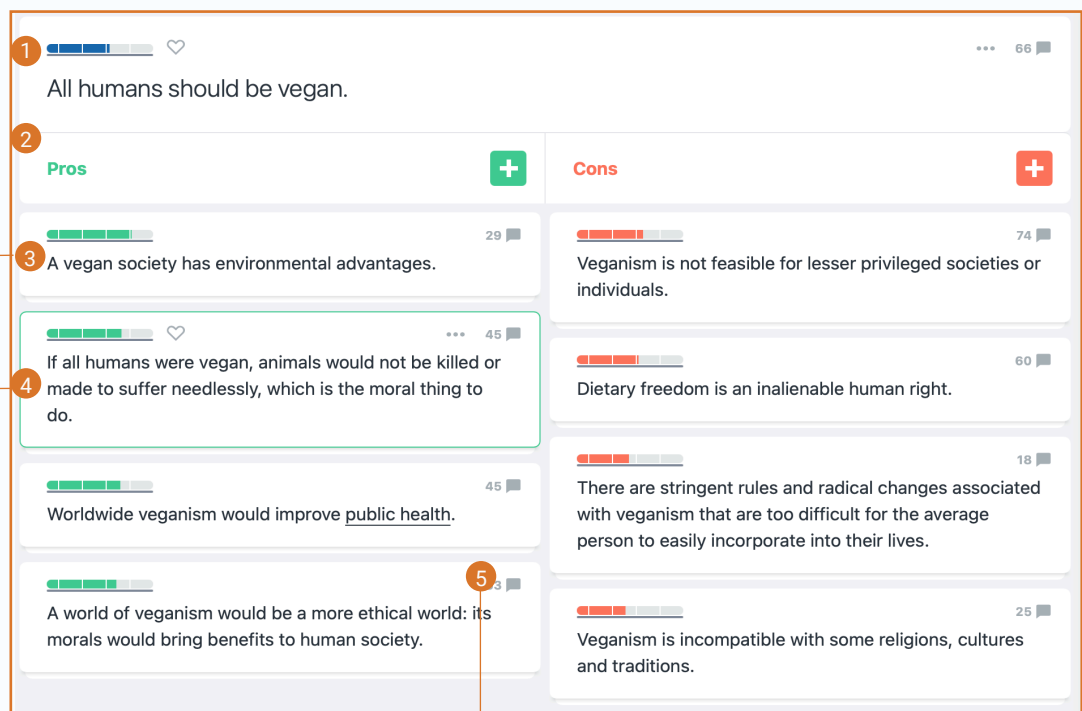 1
66
All humans should be vegan.
2
Pros
Cons
29
3
A vegan society has environmental advantages.
45
4
If all humans were vegan, animals would not be killed or
made to suffer needlessly, which is the moral thing to
do.
45
Worldwide veganism would improve public health.
5
3
A world of veganism would be a more ethical world: its
morals would bring benefits to human society.
74
Veganism is not feasible for lesser privileged societies or
individuals.
60
Dietary freedom is an inalienable human right.
18
There are stringent rules and radical changes associated
with veganism that are too difficult for the average
person to easily incorporate into their lives.
25
Veganism is incompatible with some religions, cultures
and traditions.